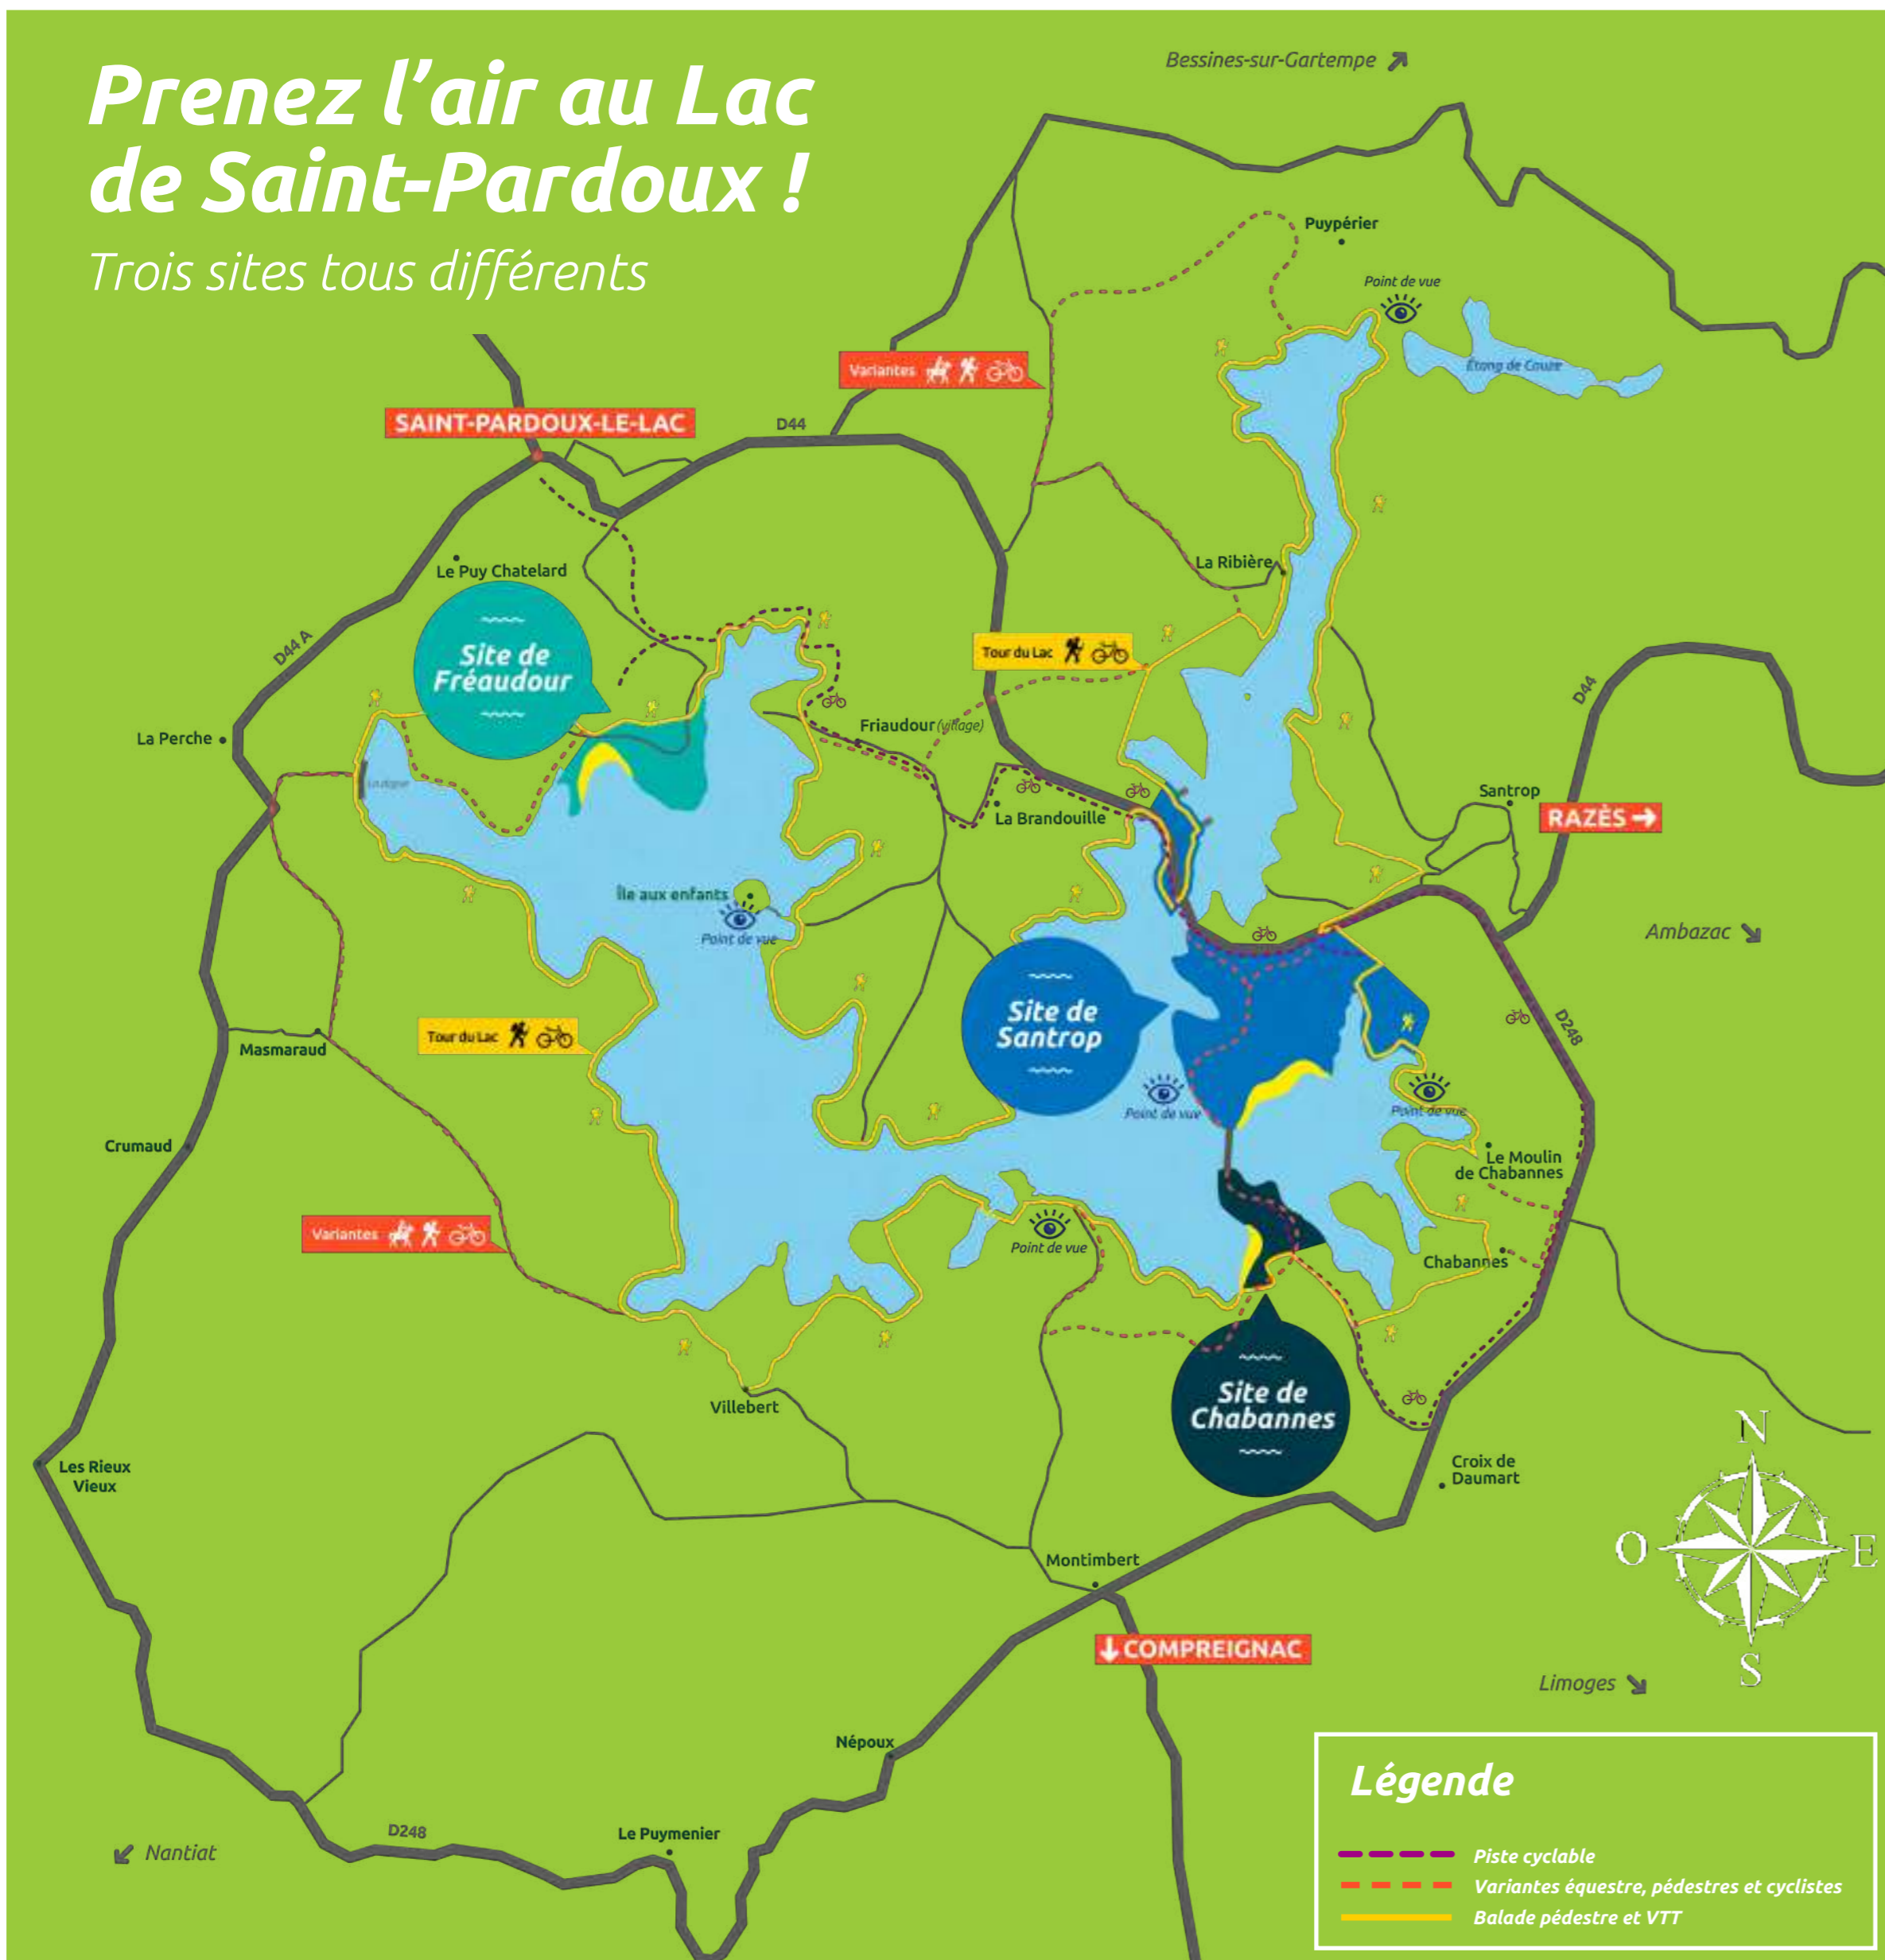 Prenez l'air au Lac
de Saint-Pardoux !
Trois sites tous différents
Bessines-sur-Gartempe
Puypérier
Point de vue
Étang de Couze
Variantes
SAINT-PARDOUX-LE-LAC
D44
Le Puy Chatelard
La Ribière
Site de
Fréaudour
D44 A
Tour du Lac
D44
La Perche
Friaudour (village)
La digue
Santrop
La Brandouille
RAZÈS
Île aux enfants
Point de vue
Ambazac
Site de
Santrop
D248
Tour du Lac
Masmaraud
Point de vue
Point de vue
Crumaud
Le Moulin
de Chabannes
Variantes
Point de vue
Chabannes
Villebert
Site de
Chabannes
Les Rieux
Vieux
Croix de
Daumart
N
O
E
S
Montimbert
COMPREIGNAC
Limoges
Népoux
D248
Le Puymenier
Nantiat
Légende
Piste cyclable
Variantes équestre, pédestres et cyclistes
Balade pédestre et VTT